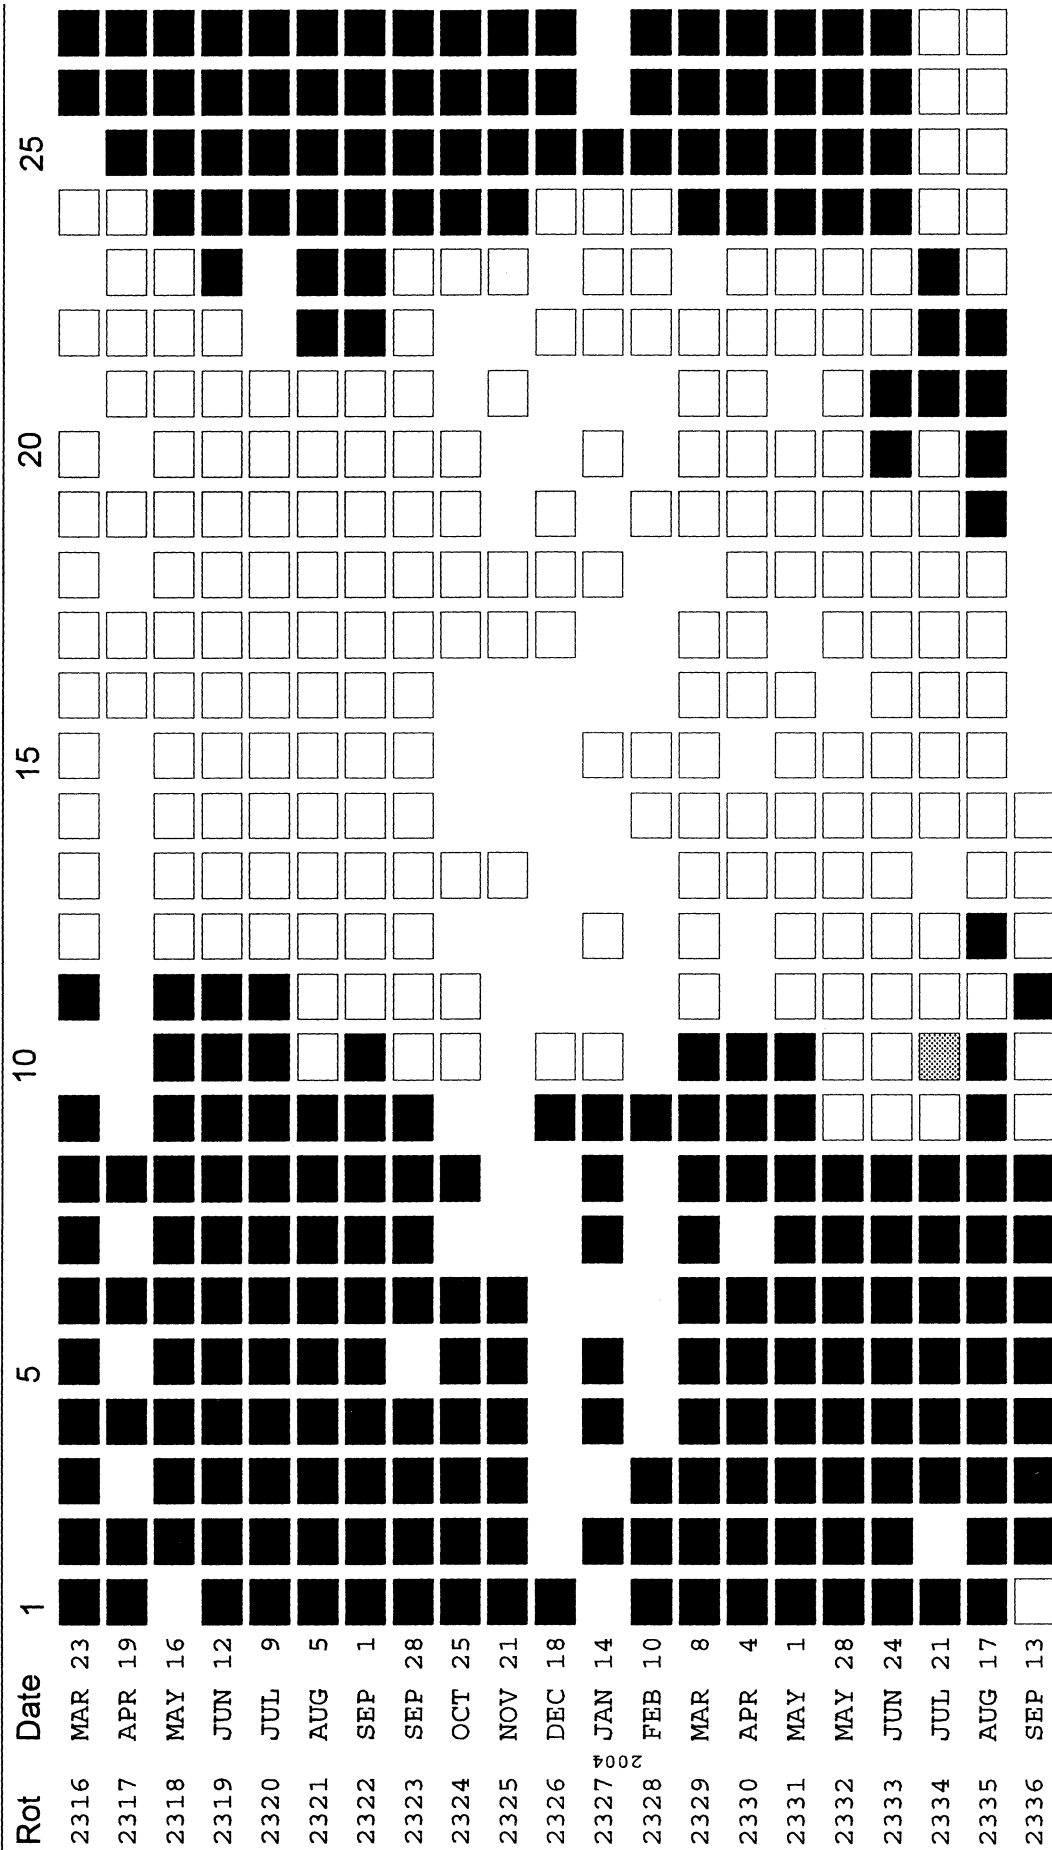 Rot Date 1 5 10 15 20 25
2316 MAR 23
2317 APR 19
2318 MAY 16
2319 JUN 12
2320 JUL 9
2321 AUG 5
2322 SEP 1
2323 SEP 28
2324 OCT 25
2325 NOV 21
2326 DEC 18
2004
2327 JAN 14
2328 FEB 10
2329 MAR 8
2330 APR 4
2331 MAY 1
2332 MAY 28
2333 JUN 24
2334 JUL 21
2335 AUG 17
2336 SEP 13